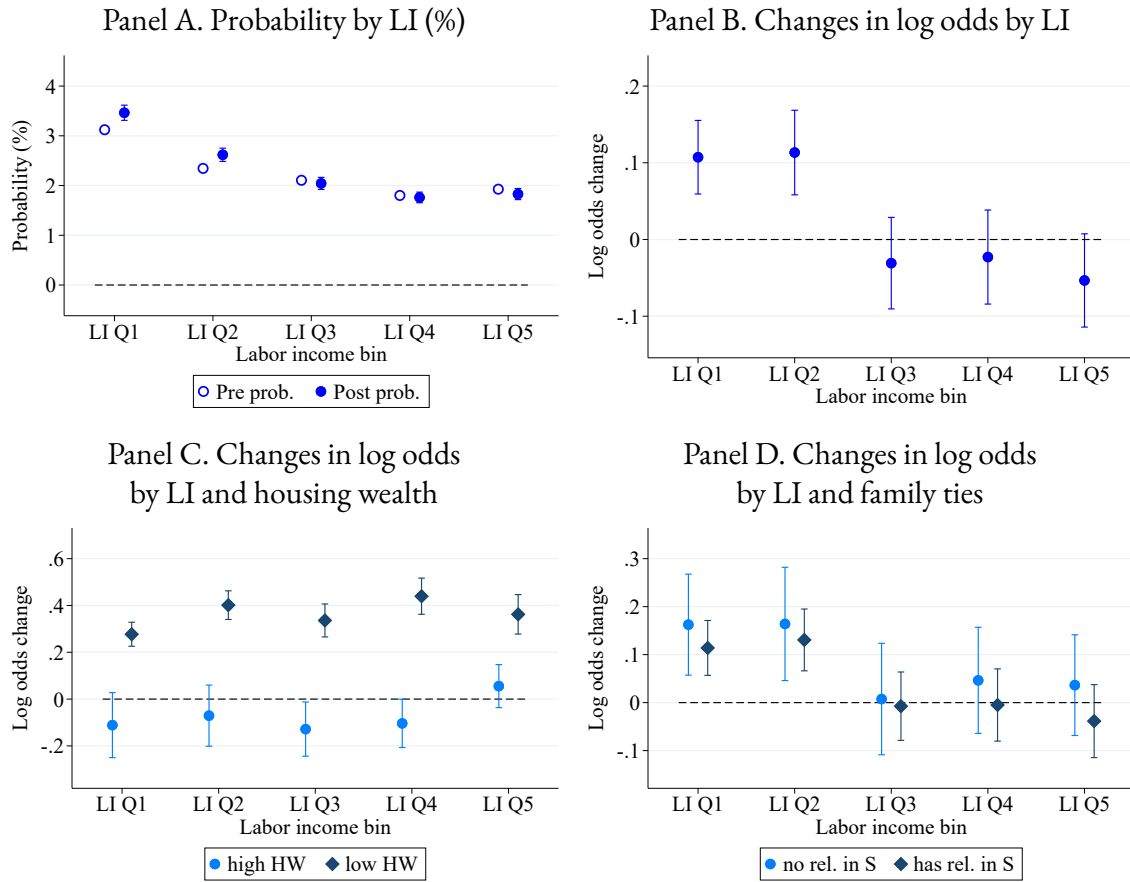 Panel A. Probability by LI (%)
Probability (%)
4
3
2
1
0
LI Q1 LI Q2 LI Q3 LI Q4 LI Q5
Labor income bin
Pre prob. Post prob.
Panel B. Changes in log odds by LI
Log odds change
.2
.1
0
-.1
LI Q1 LI Q2 LI Q3 LI Q4 LI Q5
Labor income bin
Panel C. Changes in log odds
by LI and housing wealth
Log odds change
.6
.4
.2
0
-.2
LI Q1 LI Q2 LI Q3 LI Q4 LI Q5
Labor income bin
high HW low HW
Panel D. Changes in log odds
by LI and family ties
Log odds change
.3
.2
.1
0
-.1
LI Q1 LI Q2 LI Q3 LI Q4 LI Q5
Labor income bin
no rel. in S has rel. in S